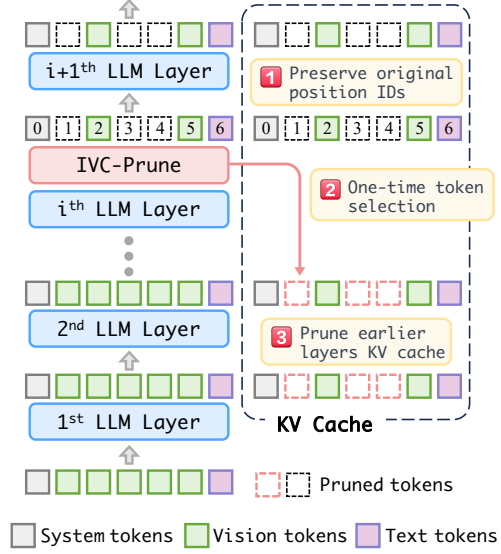 i+1th LLM Layer
1 Preserve original
position IDs
0 1 2 3 4 5 6
0 1 2 3 4 5 6
IVC-Prune
2 One-time token
selection
ith LLM Layer
2nd LLM Layer
3 Prune earlier
layers KV cache
1st LLM Layer
KV Cache
Pruned tokens
System tokens
Vision tokens
Text tokens